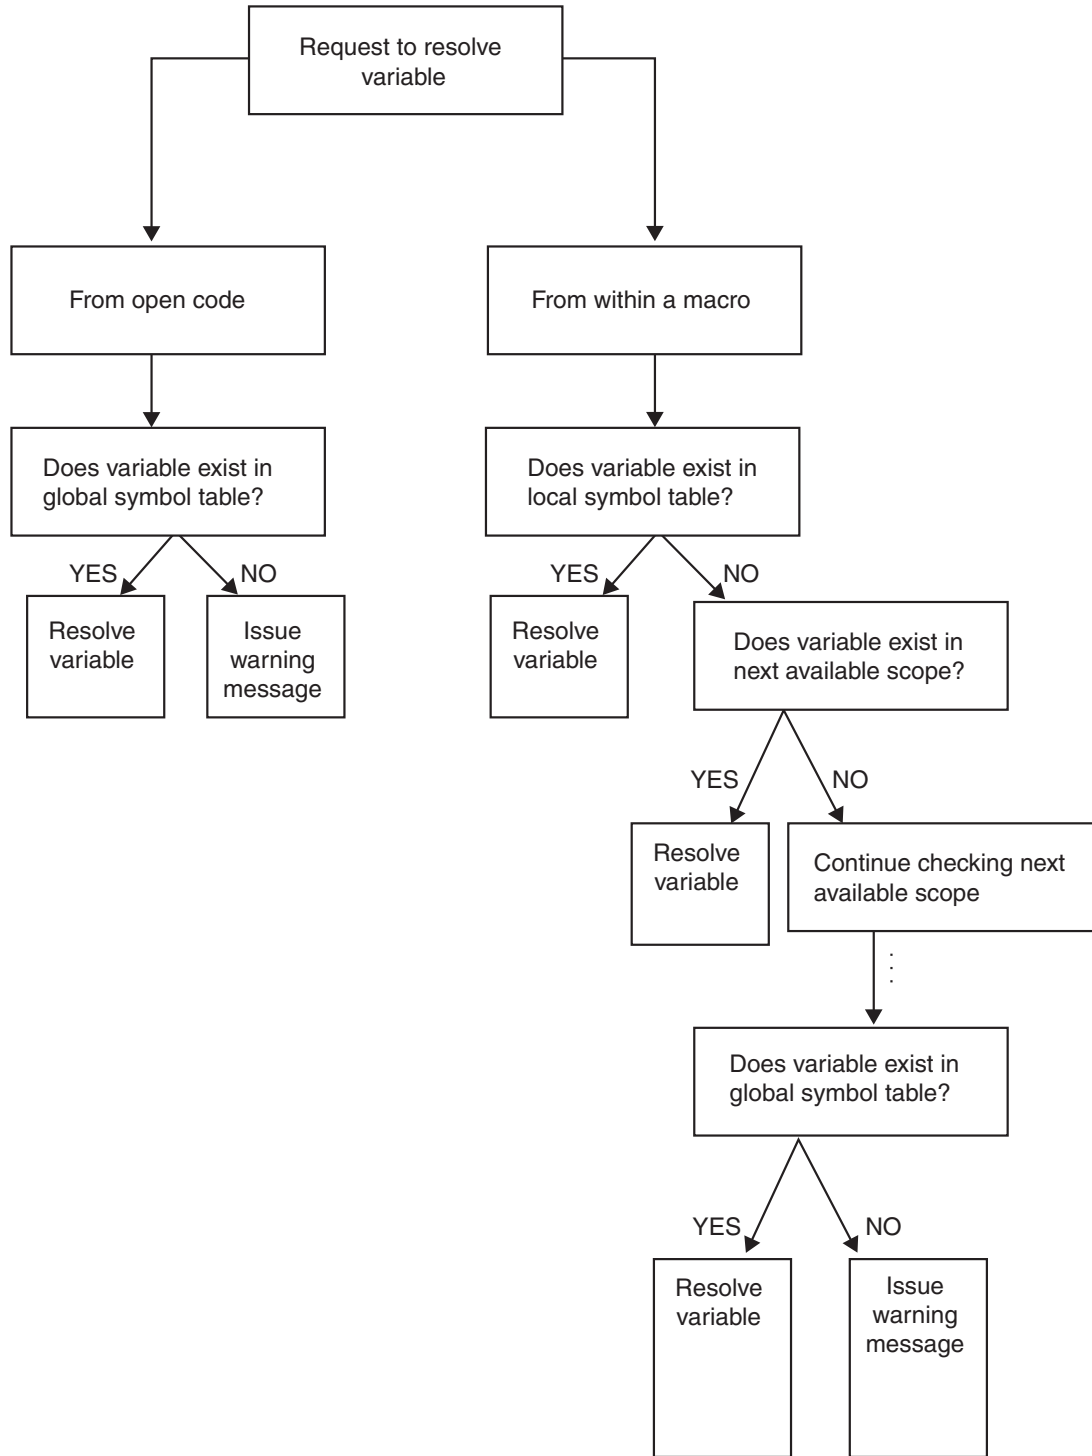 Request to resolve
variable
From open code
From within a macro
Does variable exist in
global symbol table?
Does variable exist in
local symbol table?
YES
NO
YES
NO
Resolve
variable
Issue
warning
message
Resolve
variable
Does variable exist in
next available scope?
YES
NO
Resolve
variable
Continue checking next
available scope
Does variable exist in
global symbol table?
YES
NO
Resolve
variable
Issue
warning
message